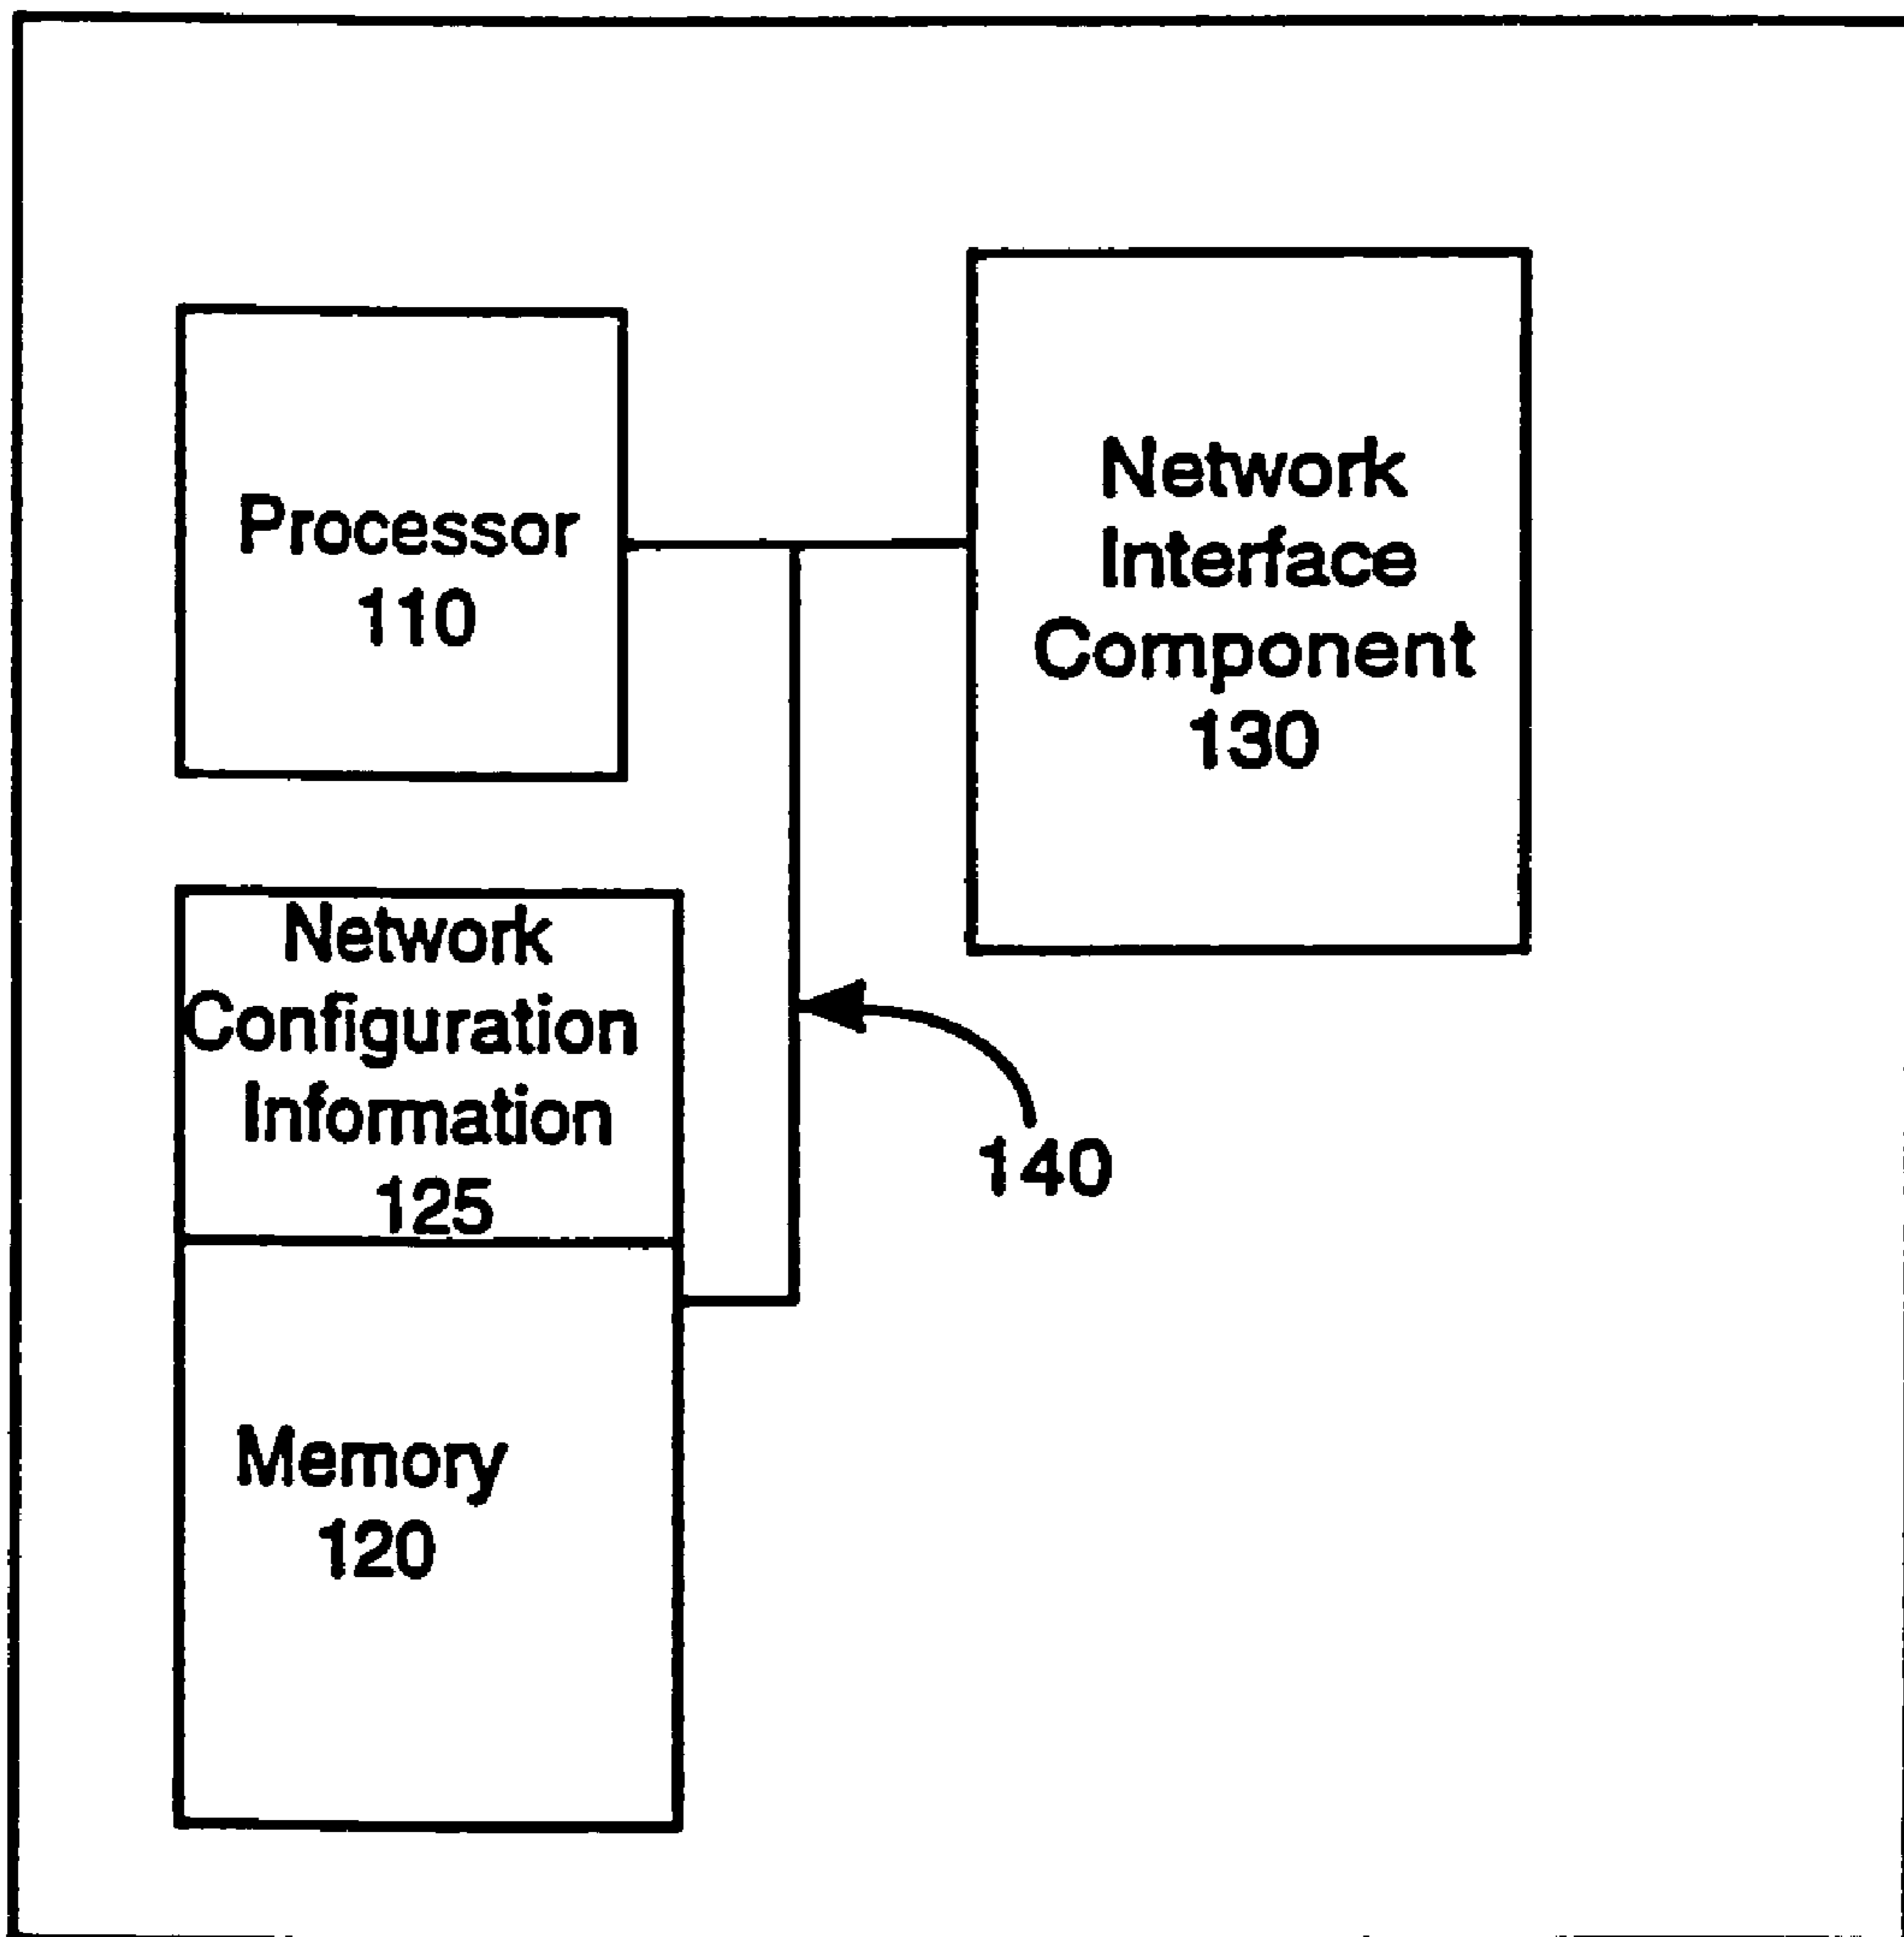 Processor
110
Network
Interface
Component
130
Network
Configuration
Information
125
140
Memory
120